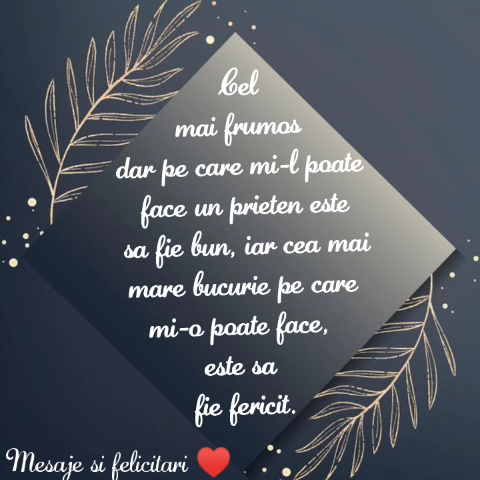 Cel
mai frumos
dar pe care mi-l poate
face un prieten este
sa fie bun, iar cea mai
mare bucurie pe care
mi-o poate face,
este sa
fie fericit.
Mesaje si felicitari ❤️